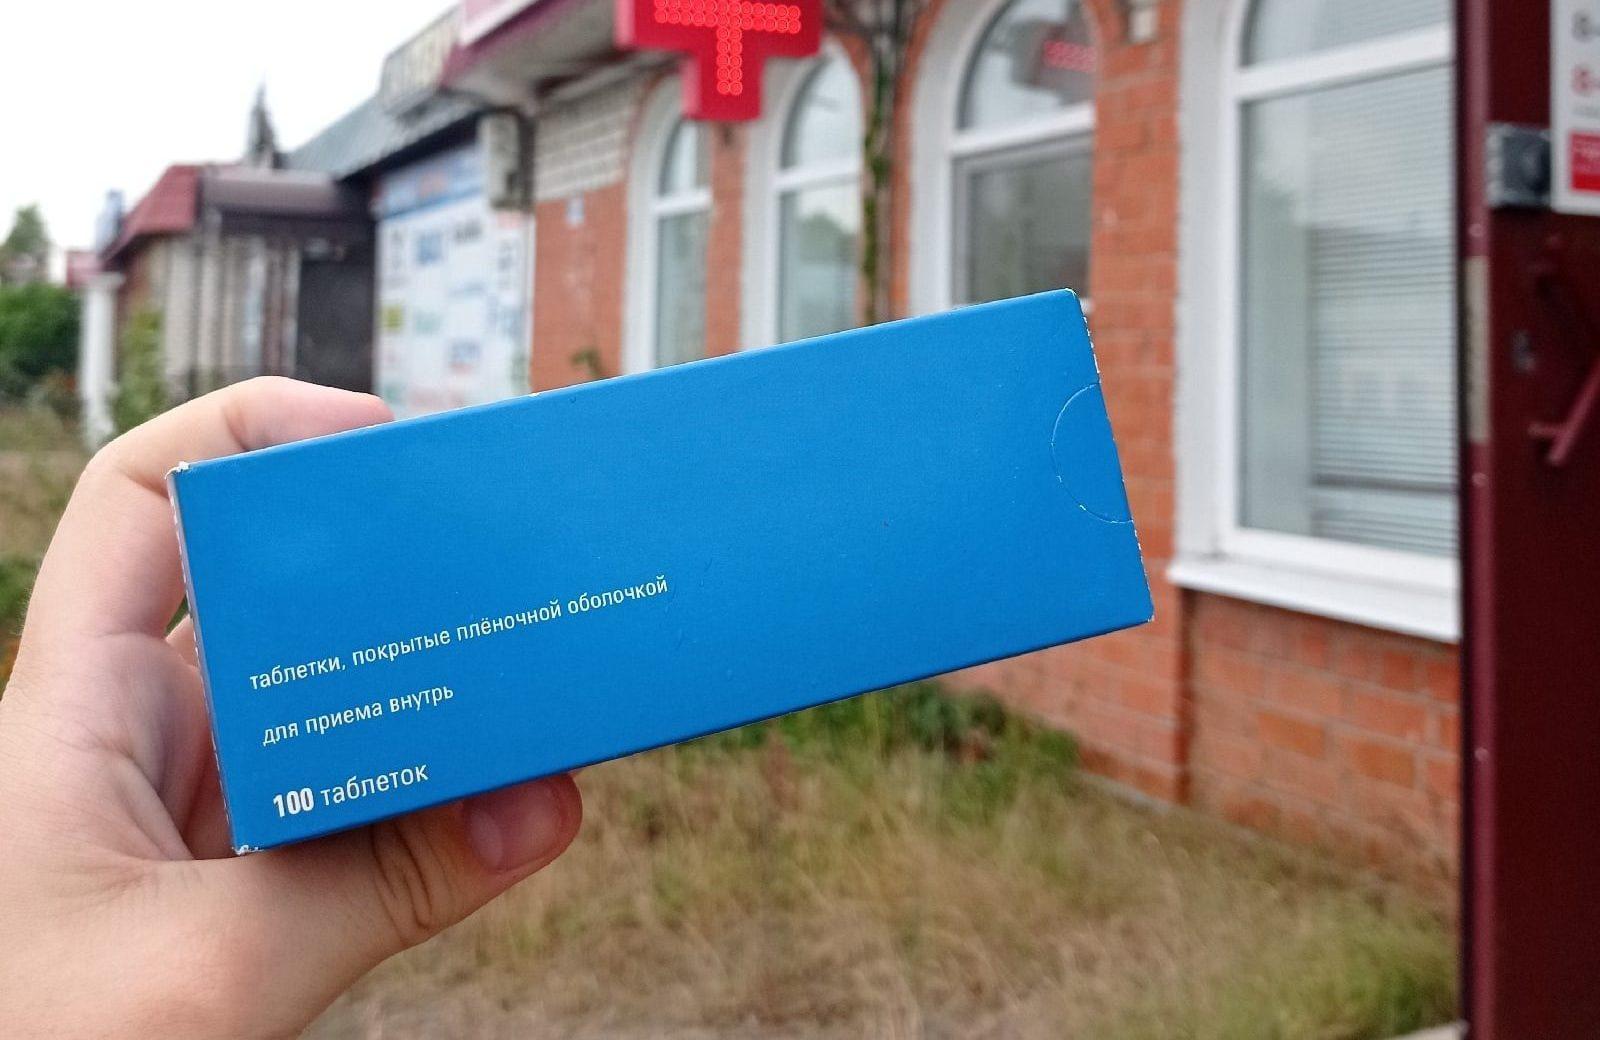 таблетки, покрытые плёночной оболочкой
для приема внутрь
100 таблеток